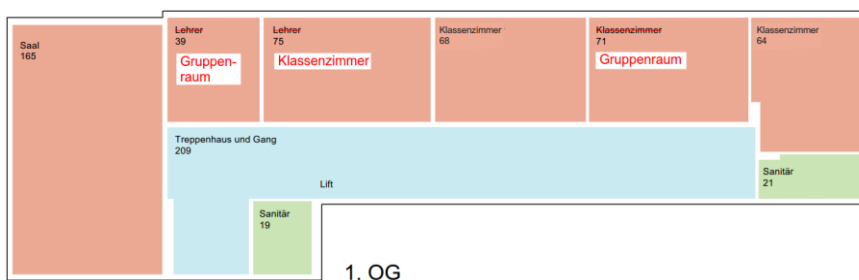 Saal
165
Lehrer
39
Gruppen-
raum
Lehrer
75
Klassenzimmer
Klassenzimmer
68
Klassenzimmer
71
Gruppenraum
Klassenzimmer
64
Treppenhaus und Gang
209
Lift
Sanitär
19
Sanitär
21
1. OG